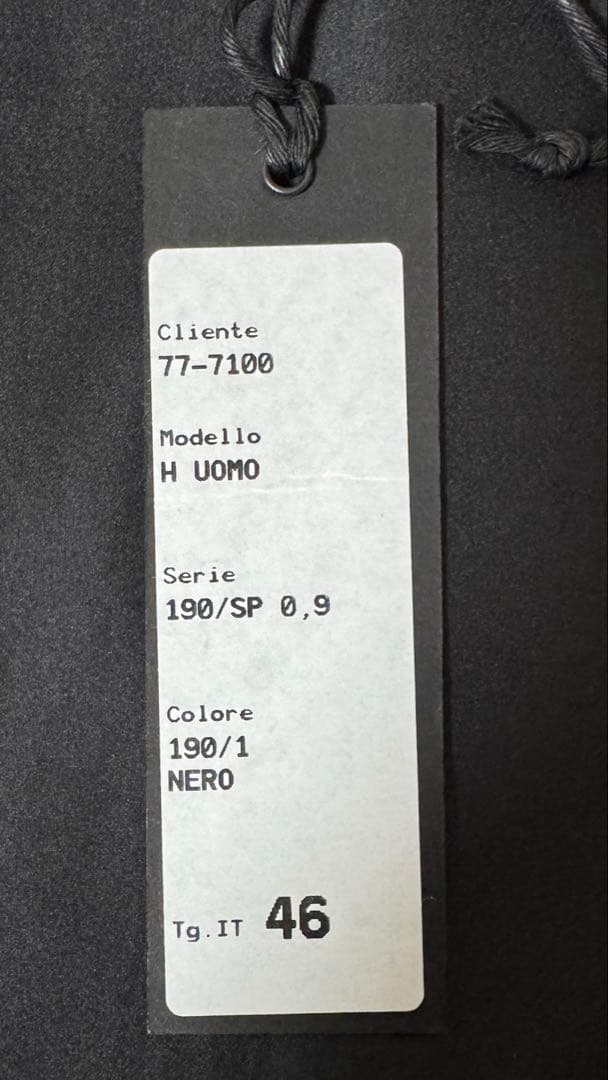 Cliente
77-7100
Modello
H UOMO
Serie
190/SP 0,9
Colore
190/1
NERO
Tg.IT 46